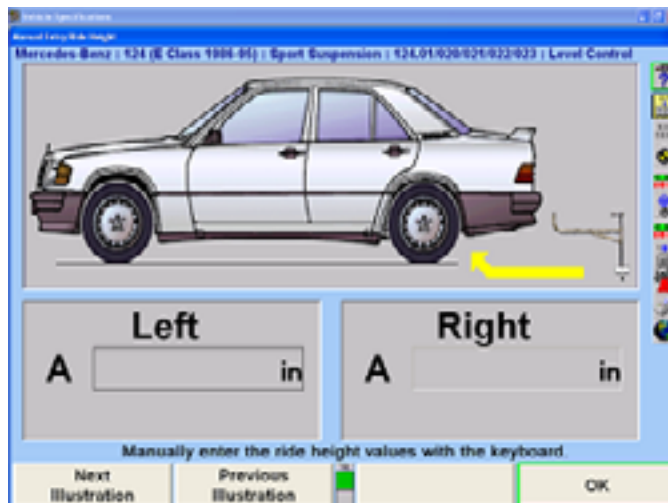 Vehicle Specifications
Manual Entry Ride Height
Mercedes-Benz : 124 (E Class 1986-95) : Sport Suspension : 124.01/020/021/022/023 : Level Control
Left
Right
A
in
A
in
Manually enter the ride height values with the keyboard.
Next
Illustration
Previous
Illustration
OK